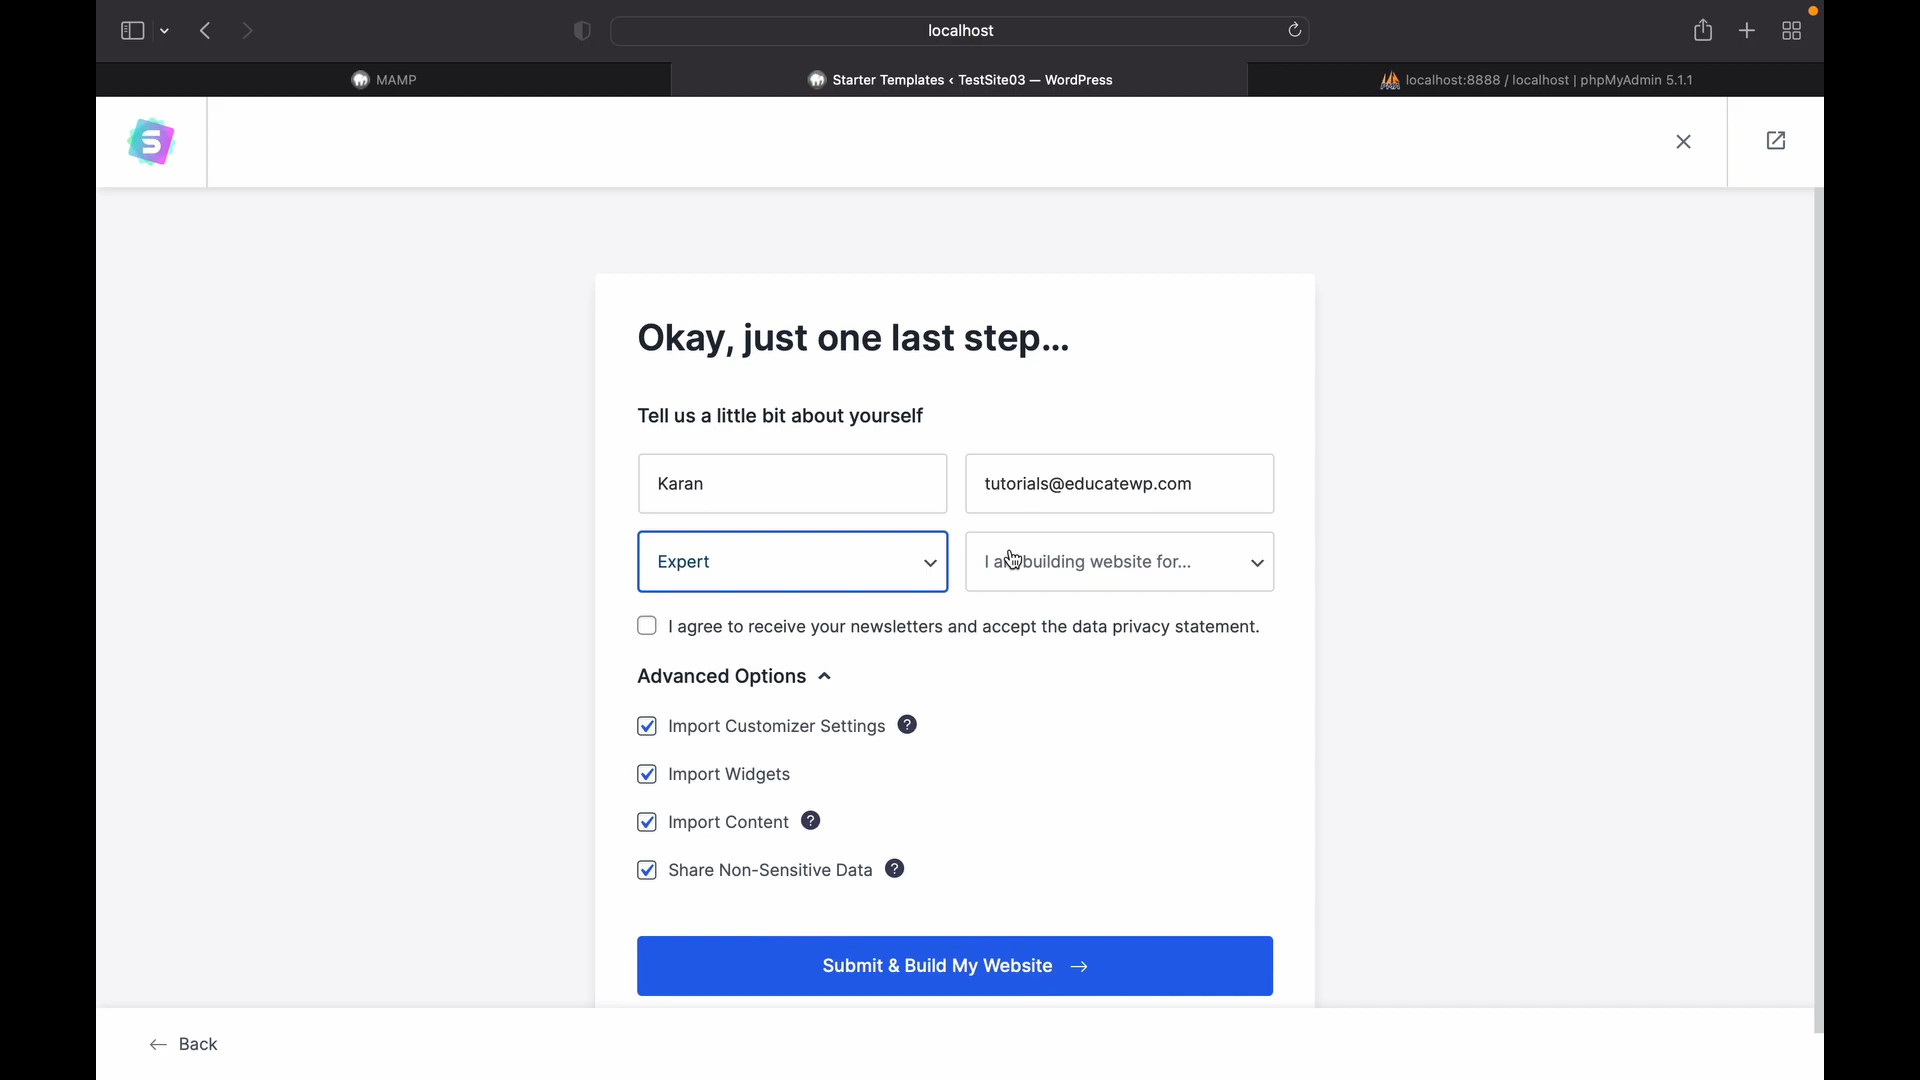 localhost
MAMP
Starter Templates ‹ TestSite03 — WordPress
localhost:8888 / localhost | phpMyAdmin 5.1.1
S
Okay, just one last step...
Tell us a little bit about yourself
Karan
tutorials@educatewp.com
Expert
I am building website for...
I agree to receive your newsletters and accept the data privacy statement.
Advanced Options
Import Customizer Settings ?
Import Widgets
Import Content ?
Share Non-Sensitive Data ?
Submit & Build My Website →
← Back